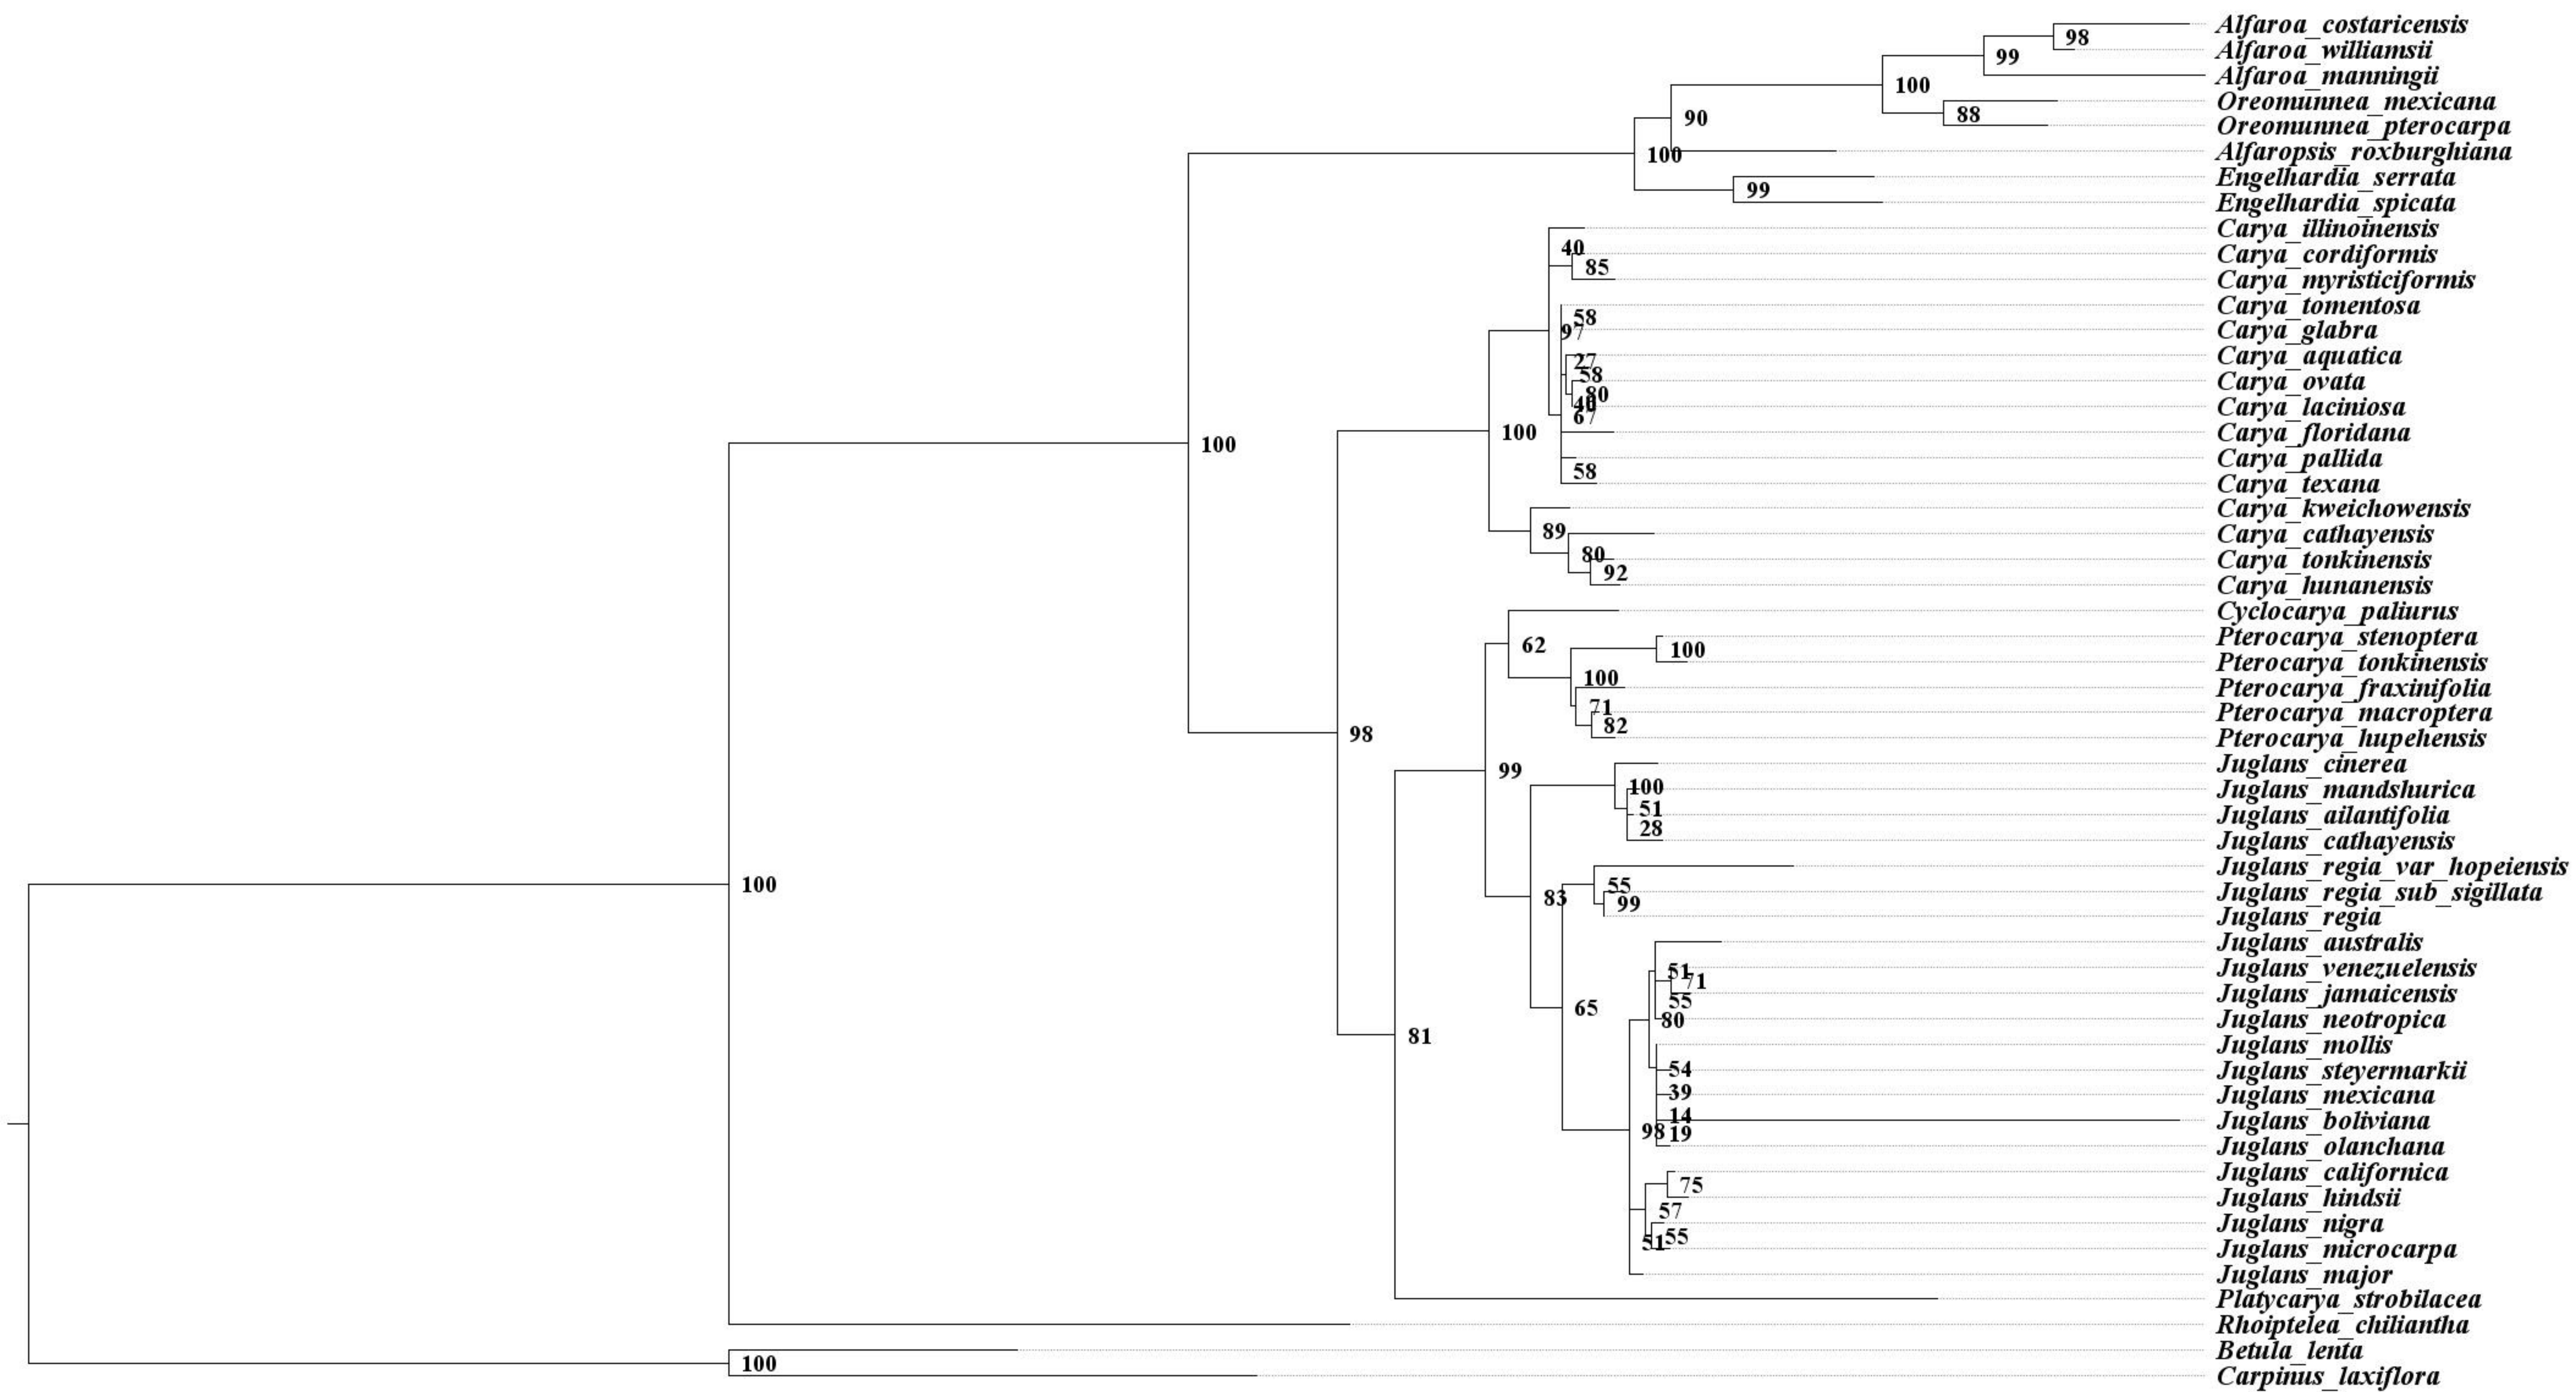 Alfaroa_costaricensis
98
Alfaroa_williamsii
99
Alfaroa_manningii
100
Oreomunnea_mexicana
88
90
Oreomunnea_pterocarpa
100
Alfaropsis_roxburghiana
Engelhardia_serrata
99
Engelhardia_spicata
Carya_illinoinensis
40
Carya_cordiformis
85
Carya_myristiciformis
Carya_tomentosa
58
97
Carya_glabra
27
Carya_aquatica
58
Carya_ovata
80
Carya_laciniosa
67
100
Carya_floridana
100
Carya_pallida
58
Carya_texana
Carya_kweichowensis
89
Carya_cathayensis
80
Carya_tonkinensis
92
Carya_hunanensis
Cyclocarya_paliurus
62
Pterocarya_stenoptera
100
Pterocarya_tonkinensis
100
Pterocarya_fraxinifolia
71
Pterocarya_macroptera
82
98
Pterocarya_hupehensis
Juglans_cinerea
99
100
Juglans_mandshurica
51
Juglans_ailantifolia
28
Juglans_cathayensis
Juglans_regia_var_hopeiensis
100
55
Juglans_regia_sub_sigillata
83
99
Juglans_regia
Juglans_australis
51
Juglans_venezuelensis
71
Juglans_jamaicensis
55
65
80
Juglans_neotropica
81
Juglans_mollis
54
Juglans_steyermarkii
39
Juglans_mexicana
14
Juglans_boliviana
98
19
Juglans_olanchana
Juglans_californica
75
Juglans_hindsii
57
Juglans_nigra
55
51
Juglans_microcarpa
Juglans_major
Platycarya_strobilacea
Rhoiptelea_chiliantha
Betula_lenta
100
Carpinus_laxiflora